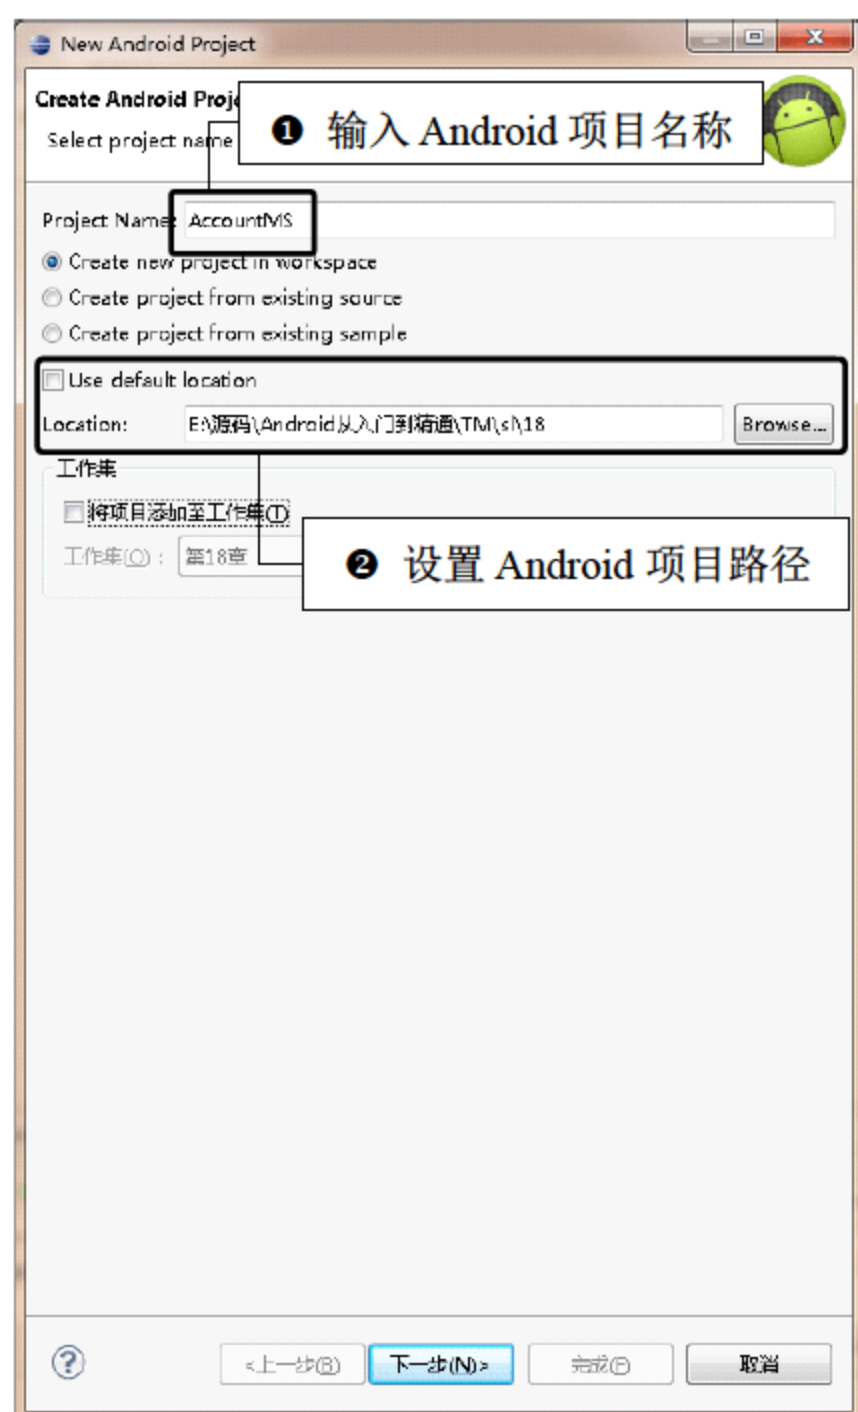 New Android Project
Create Android Proj
Select project name
❶ 输入 Android 项目名称
Project Name: AccountMS
Create new project in workspace
Create project from existing source
Create project from existing sample
Use default location
Location: E:\源码\Android从入门到精通\TM\sl\18 Browse...
工作集
将项目添加至工作集(T)
工作集(O)： 第18章
❷ 设置 Android 项目路径
<上一步(B) 下一步(N)> 完成(F) 取消